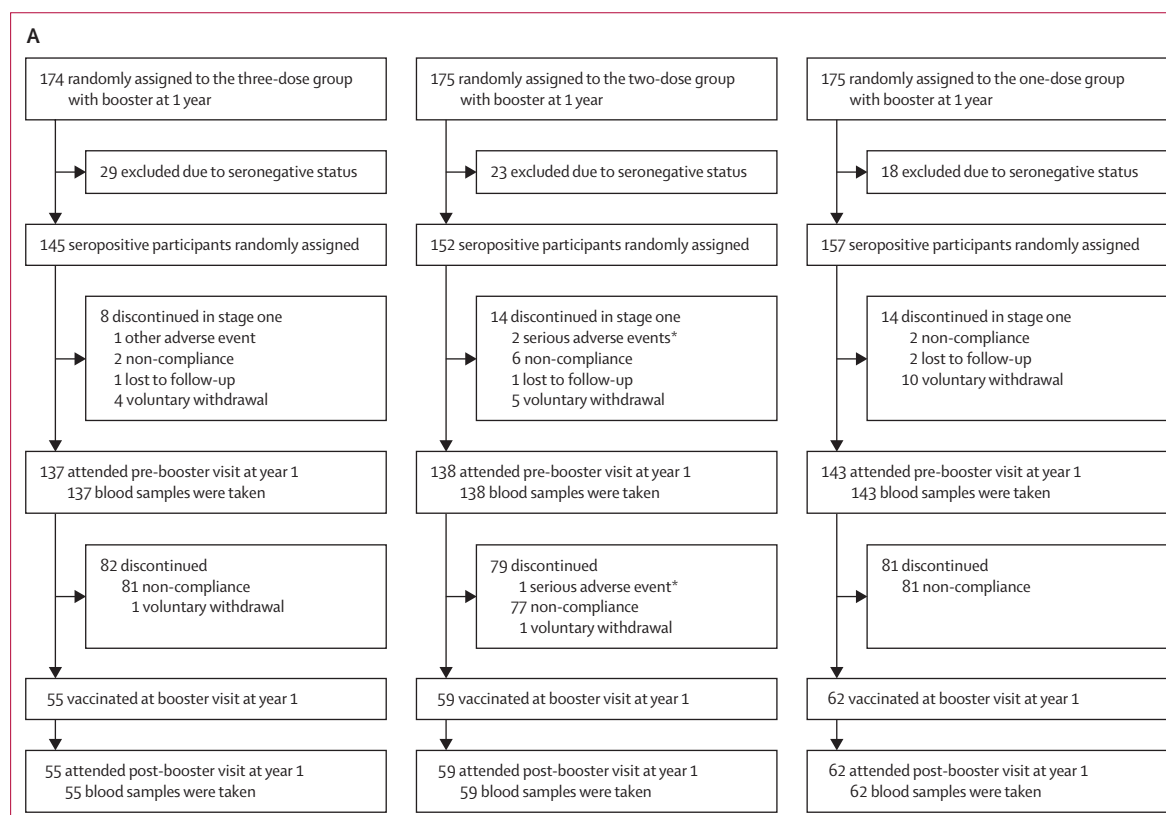 A
174 randomly assigned to the three-dose group
with booster at 1 year
29 excluded due to seronegative status
145 seropositive participants randomly assigned
8 discontinued in stage one
1 other adverse event
2 non-compliance
1 lost to follow-up
4 voluntary withdrawal
137 attended pre-booster visit at year 1
137 blood samples were taken
82 discontinued
81 non-compliance
1 voluntary withdrawal
55 vaccinated at booster visit at year 1
55 attended post-booster visit at year 1
55 blood samples were taken
175 randomly assigned to the two-dose group
with booster at 1 year
23 excluded due to seronegative status
152 seropositive participants randomly assigned
14 discontinued in stage one
2 serious adverse events*
6 non-compliance
1 lost to follow-up
5 voluntary withdrawal
138 attended pre-booster visit at year 1
138 blood samples were taken
79 discontinued
1 serious adverse event*
77 non-compliance
1 voluntary withdrawal
59 vaccinated at booster visit at year 1
59 attended post-booster visit at year 1
59 blood samples were taken
175 randomly assigned to the one-dose group
with booster at 1 year
18 excluded due to seronegative status
157 seropositive participants randomly assigned
14 discontinued in stage one
2 non-compliance
2 lost to follow-up
10 voluntary withdrawal
143 attended pre-booster visit at year 1
143 blood samples were taken
81 discontinued
81 non-compliance
62 vaccinated at booster visit at year 1
62 attended post-booster visit at year 1
62 blood samples were taken